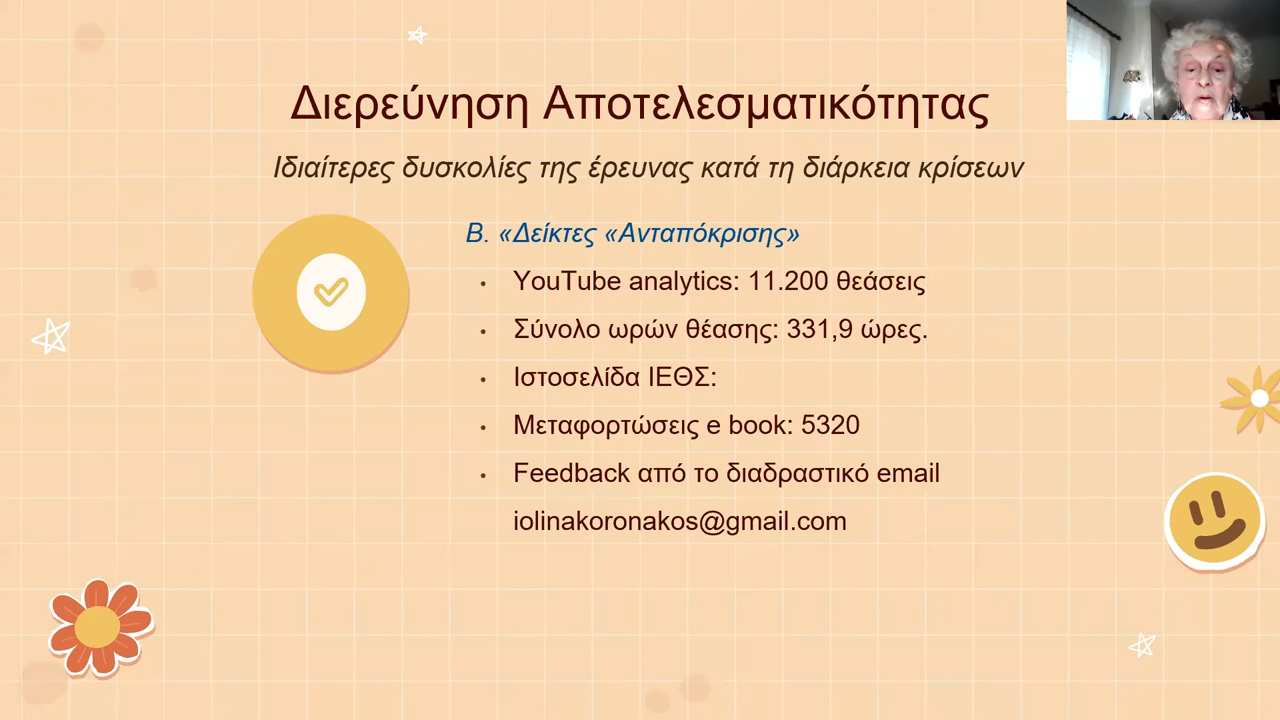 Διερεύνηση Αποτελεσματικότητας
Ιδιαίτερες δυσκολίες της έρευνας κατά τη διάρκεια κρίσεων
Β. «Δείκτες «Ανταπόκρισης»
• YouTube analytics: 11.200 θεάσεις
• Σύνολο ωρών θέασης: 331,9 ώρες.
• Ιστοσελίδα ΙΕΘΣ:
• Μεταφορτώσεις e book: 5320
• Feedback από το διαδραστικό email
iolinakoronakos@gmail.com